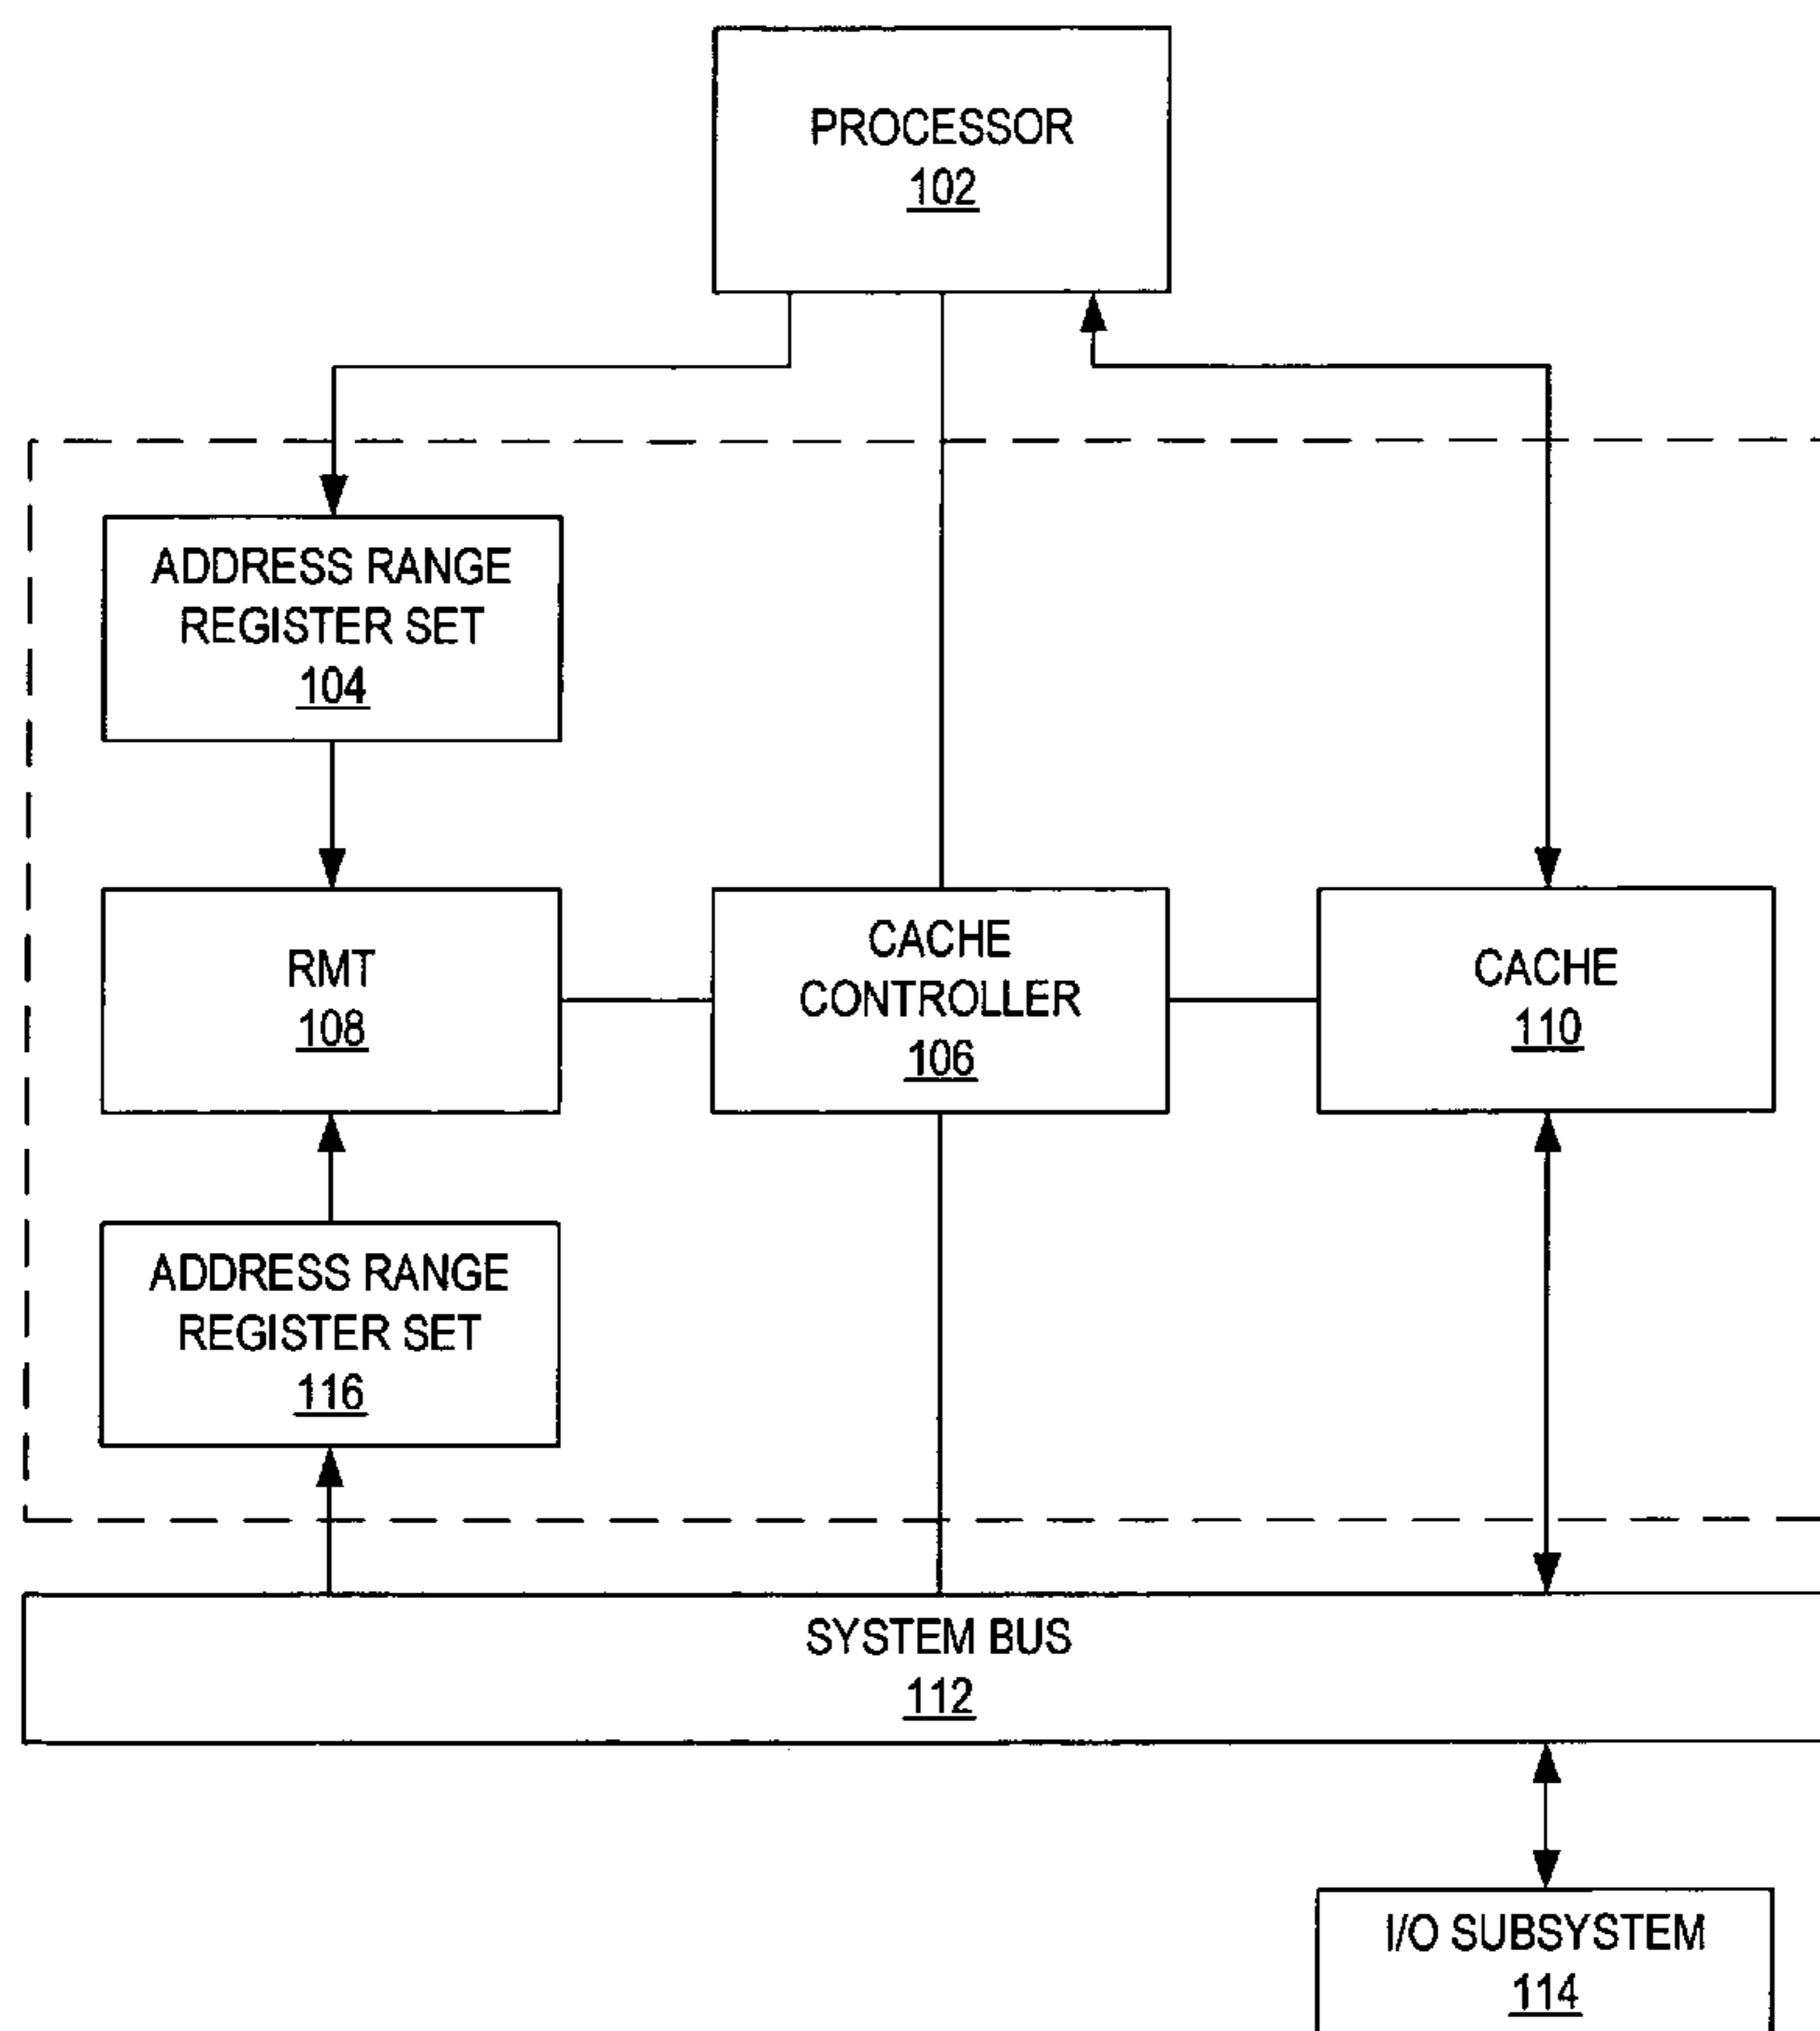 PROCESSOR
102
ADDRESS RANGE
REGISTER SET
104
RMT
108
CACHE
CONTROLLER
106
CACHE
110
ADDRESS RANGE
REGISTER SET
116
SYSTEM BUS
112
I/O SUBSYSTEM
114